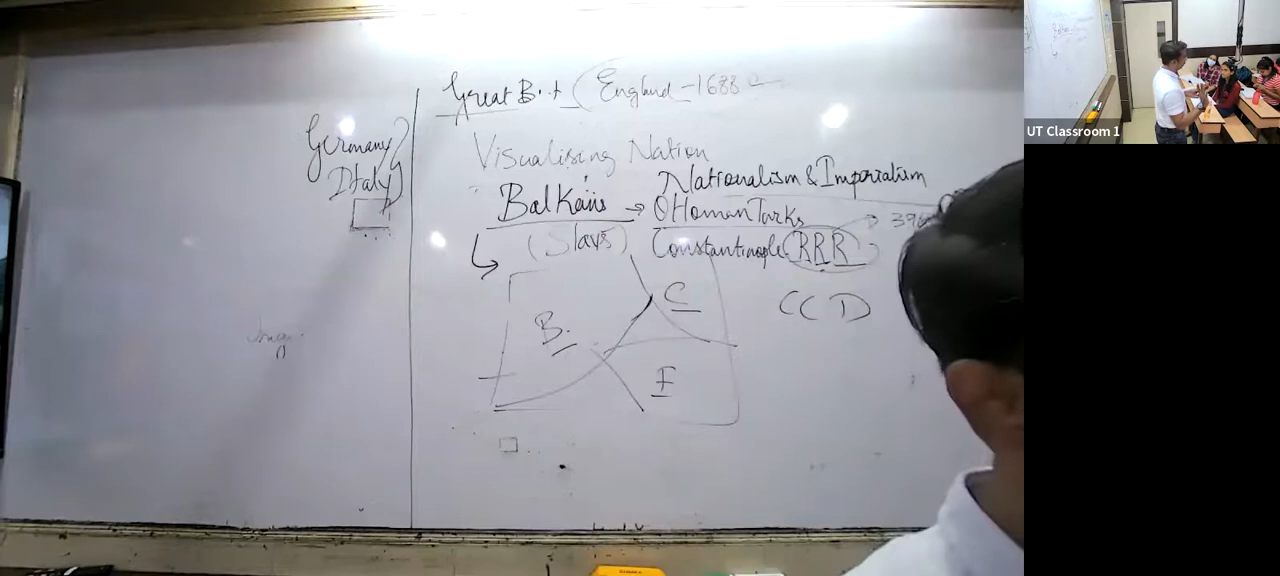 Great B.t (England - 1688
Germany
Italy
Visualising Nation
Nationalism & Imperialism
Balkans → Ottoman Turks
(Slavs) Constantinople RRR
C
B.
CCD
UT Classroom 1